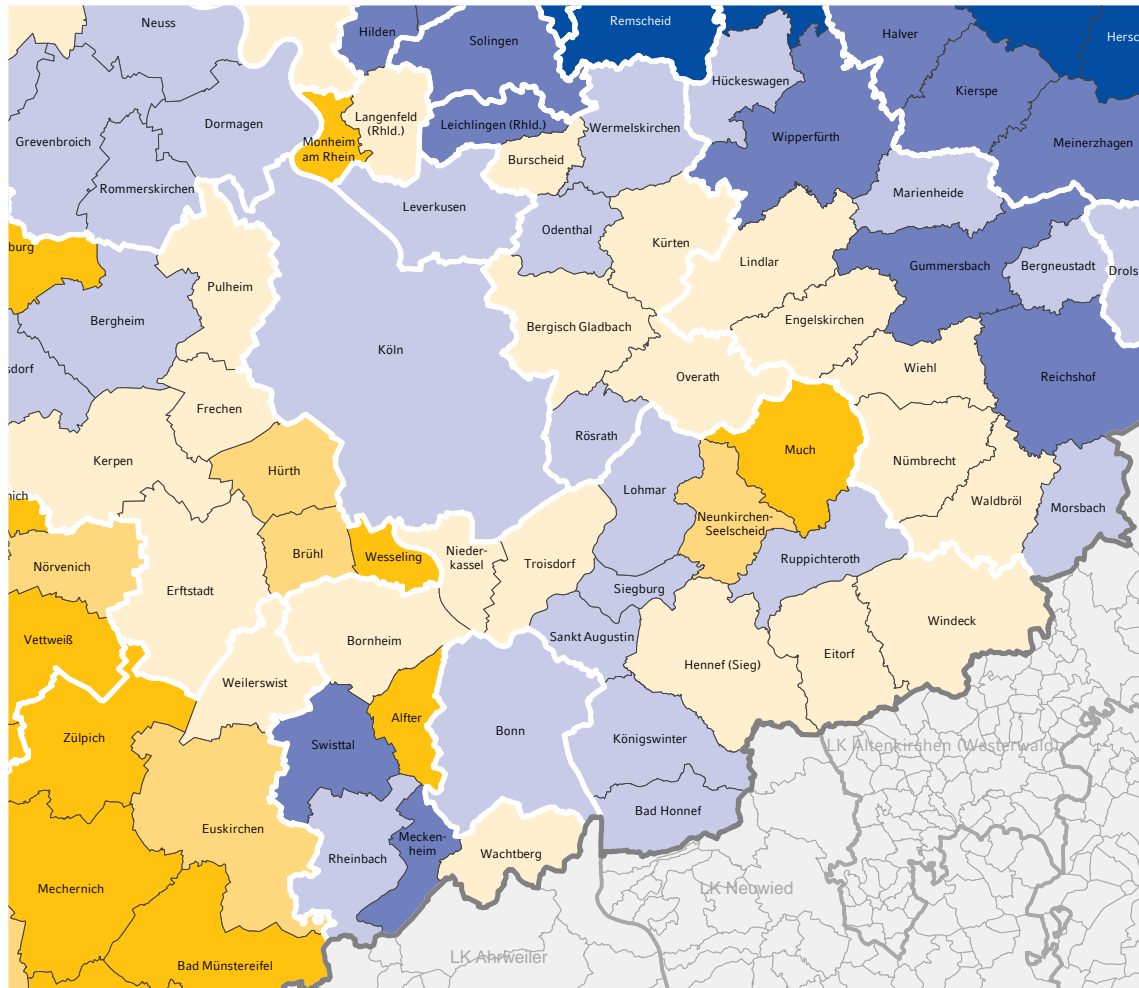 Neuss
Hilden
Solingen
Remscheid
Halver
Hersc
Hückeswagen
Kierspe
Langenfeld
(Rhld.)
Leichlingen (Rhld.)
Wermelskirchen
Wipperfürth
Meinerzhagen
Grevenbroich
Dormagen
Monheim
am Rhein
Burscheid
Rommerskirchen
Marienheide
Leverkusen
Odenthal
Kürten
burg
Lindlar
Gummersbach
Bergneustadt
Drols
Pulheim
Bergheim
Bergisch Gladbach
Engelskirchen
Köln
sdorf
Overath
Wiehl
Reichshof
Frechen
Rösrath
Much
Kerpen
Hürth
Nümbrecht
nich
Lohmar
Waldbröl
Morsbach
Neunkirchen-
Seelscheid
Nörvenich
Brühl
Wesseling
Nieder-
kassel
Troisdorf
Ruppichteroth
Erftstadt
Siegburg
Windeck
Vettweiß
Bornheim
Sankt Augustin
Hennef (Sieg)
Eitorf
Weilerswist
Zülpich
Swisttal
Alfter
Bonn
Königswinter
LK Altenkirchen (Westerwald)
Bad Honnef
Euskirchen
Rheinbach
Mecken-
heim
Wachtberg
Mechernich
LK Neuwied
LK Ahrweiler
Bad Münstereifel